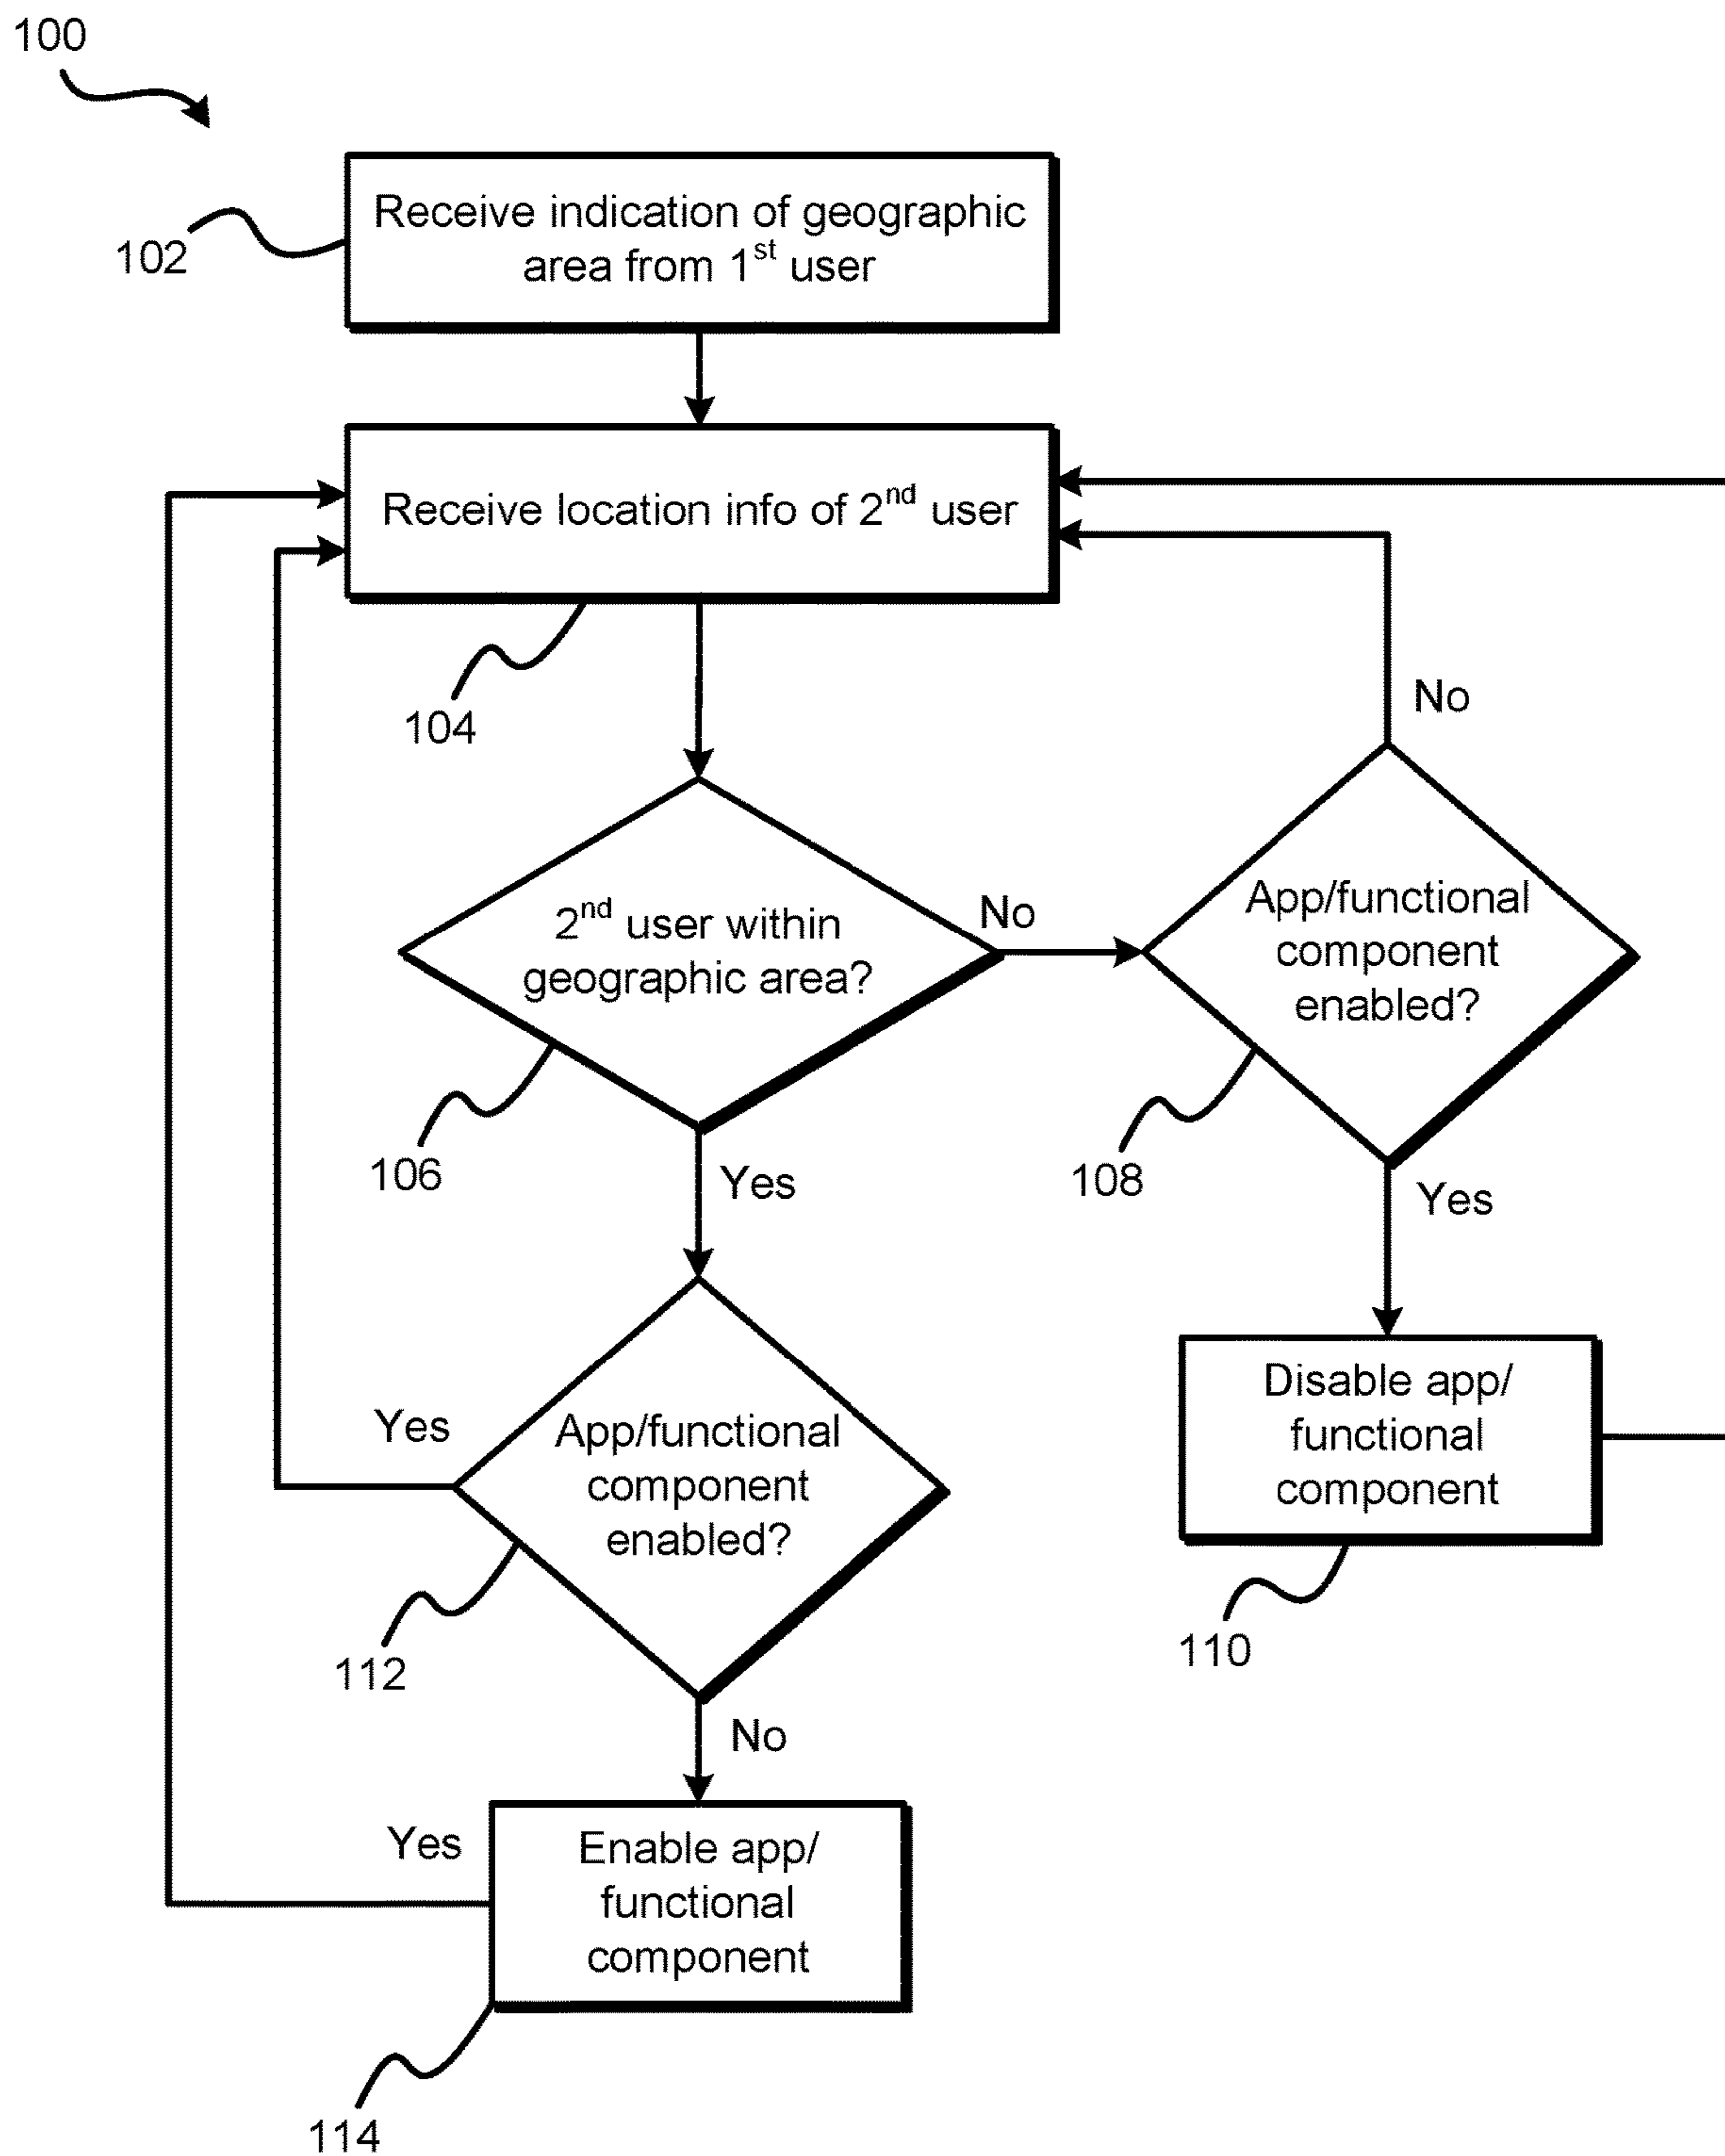 100
Receive indication of geographic
area from 1st user
102
Receive location info of 2nd user
104
No
2nd user within
geographic area?
No
App/functional
component
enabled?
106
Yes
108
Yes
Disable app/
functional
component
Yes
App/functional
component
enabled?
112
110
No
Yes
Enable app/
functional
component
114